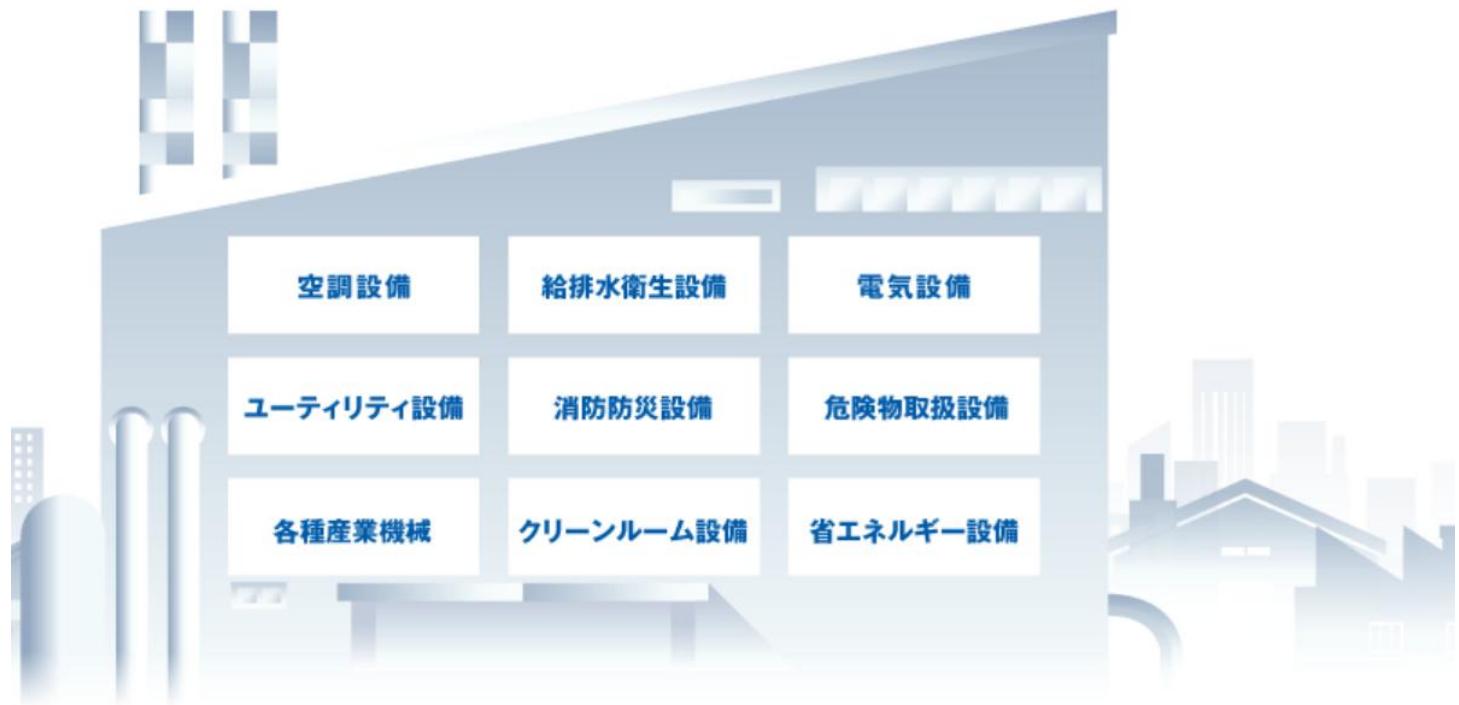 空調設備
給排水衛生設備
電気設備
ユーティリティ設備
消防防災設備
危険物取扱設備
各種産業機械
クリーンルーム設備
省エネルギー設備